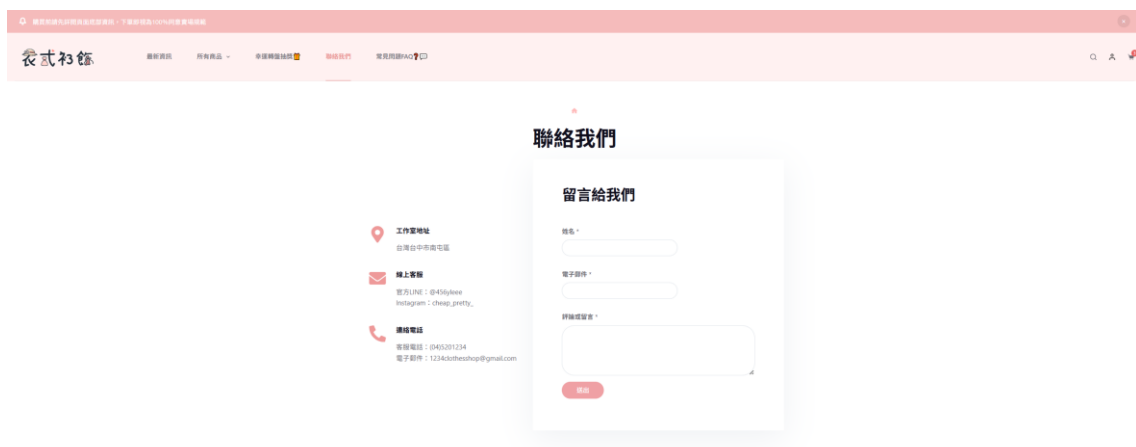 衣式初飾
最新資訊
所有商品
幸運轉盤抽獎
聯絡我們
常見問題FAQ
聯絡我們
留言給我們
工作室地址
台灣台中市南屯區
線上客服
官方LINE：@456yleee
Instagram：cheap_pretty_
連絡電話
客服電話：(04)5201234
電子郵件：1234clothesshop@gmail.com
姓名 *
電子郵件 *
評論或留言 *